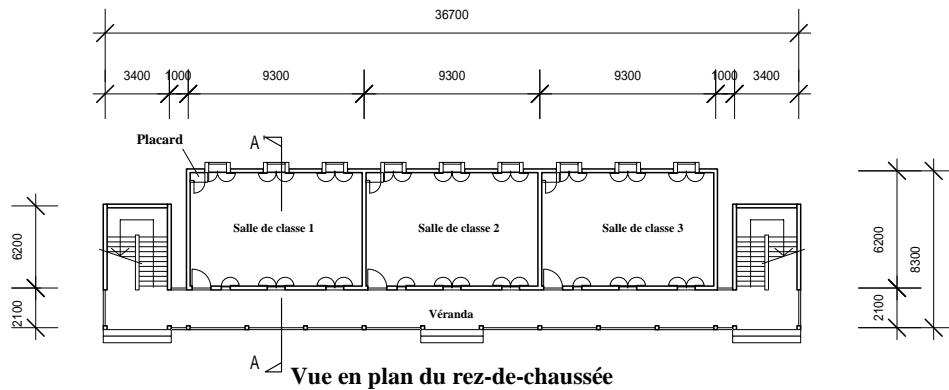 36700
3400 1000 9300 9300 9300 1000 3400
Placard
A
Salle de classe 1
Salle de classe 2
Salle de classe 3
6200
6200
8300
2100
Véranda
2100
A
Vue en plan du rez-de-chaussée